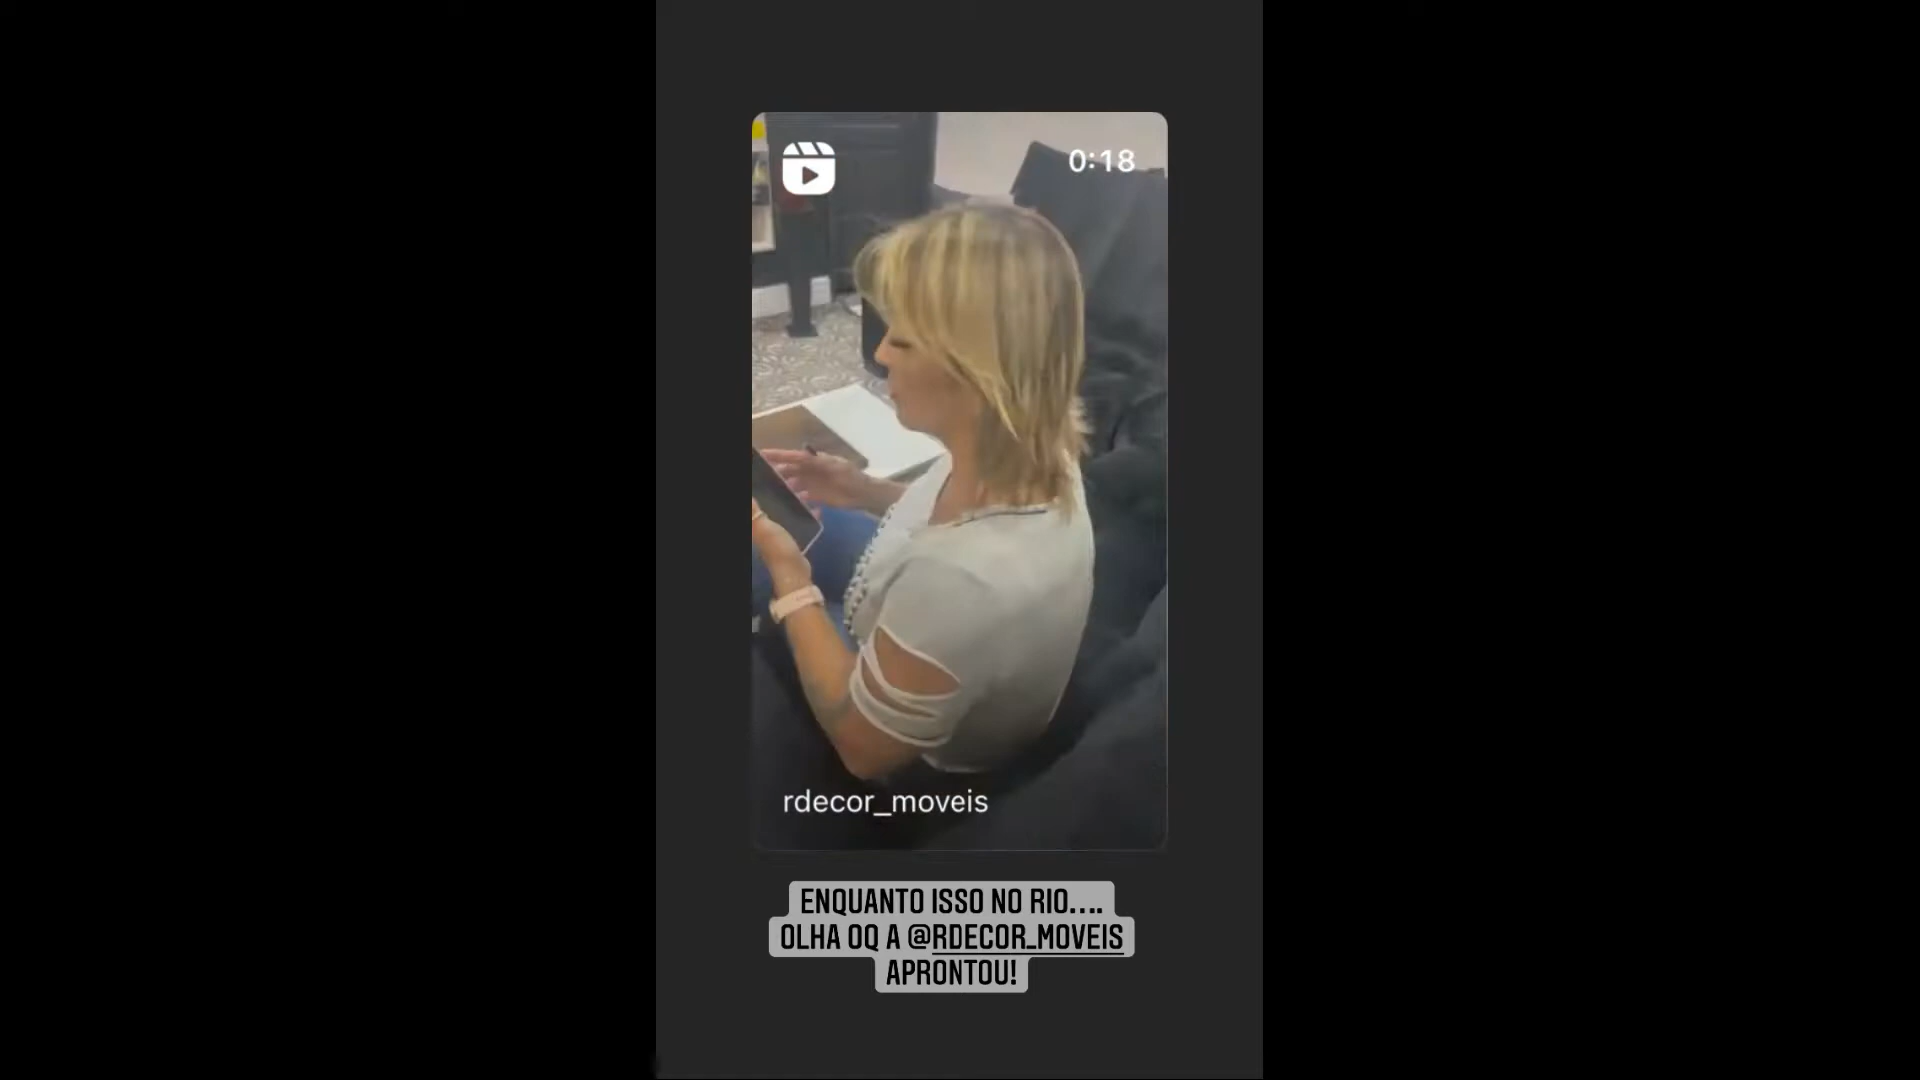 0:18
rdecor_moveis
ENQUANTO ISSO NO RIO....
OLHA OQ A @RDECOR_MOVEIS
APRONTOU!